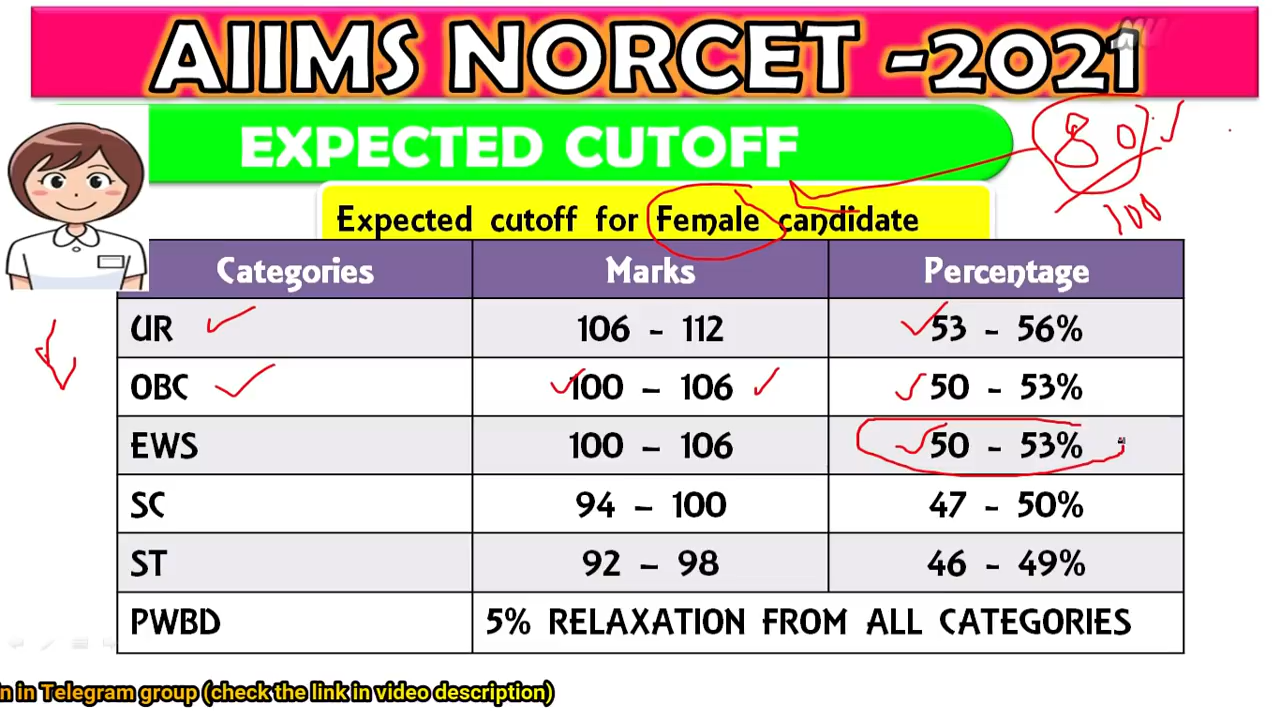 AIIMS NORCET -2021
EXPECTED CUTOFF
80
100
Expected cutoff for Female candidate
Categories Marks Percentage
UR 106 - 112 53 - 56%
OBC 100 - 106 50 - 53%
EWS 100 - 106 50 - 53%
SC 94 - 100 47 - 50%
ST 92 - 98 46 - 49%
PWBD 5% RELAXATION FROM ALL CATEGORIES
in Telegram group (check the link in video description)